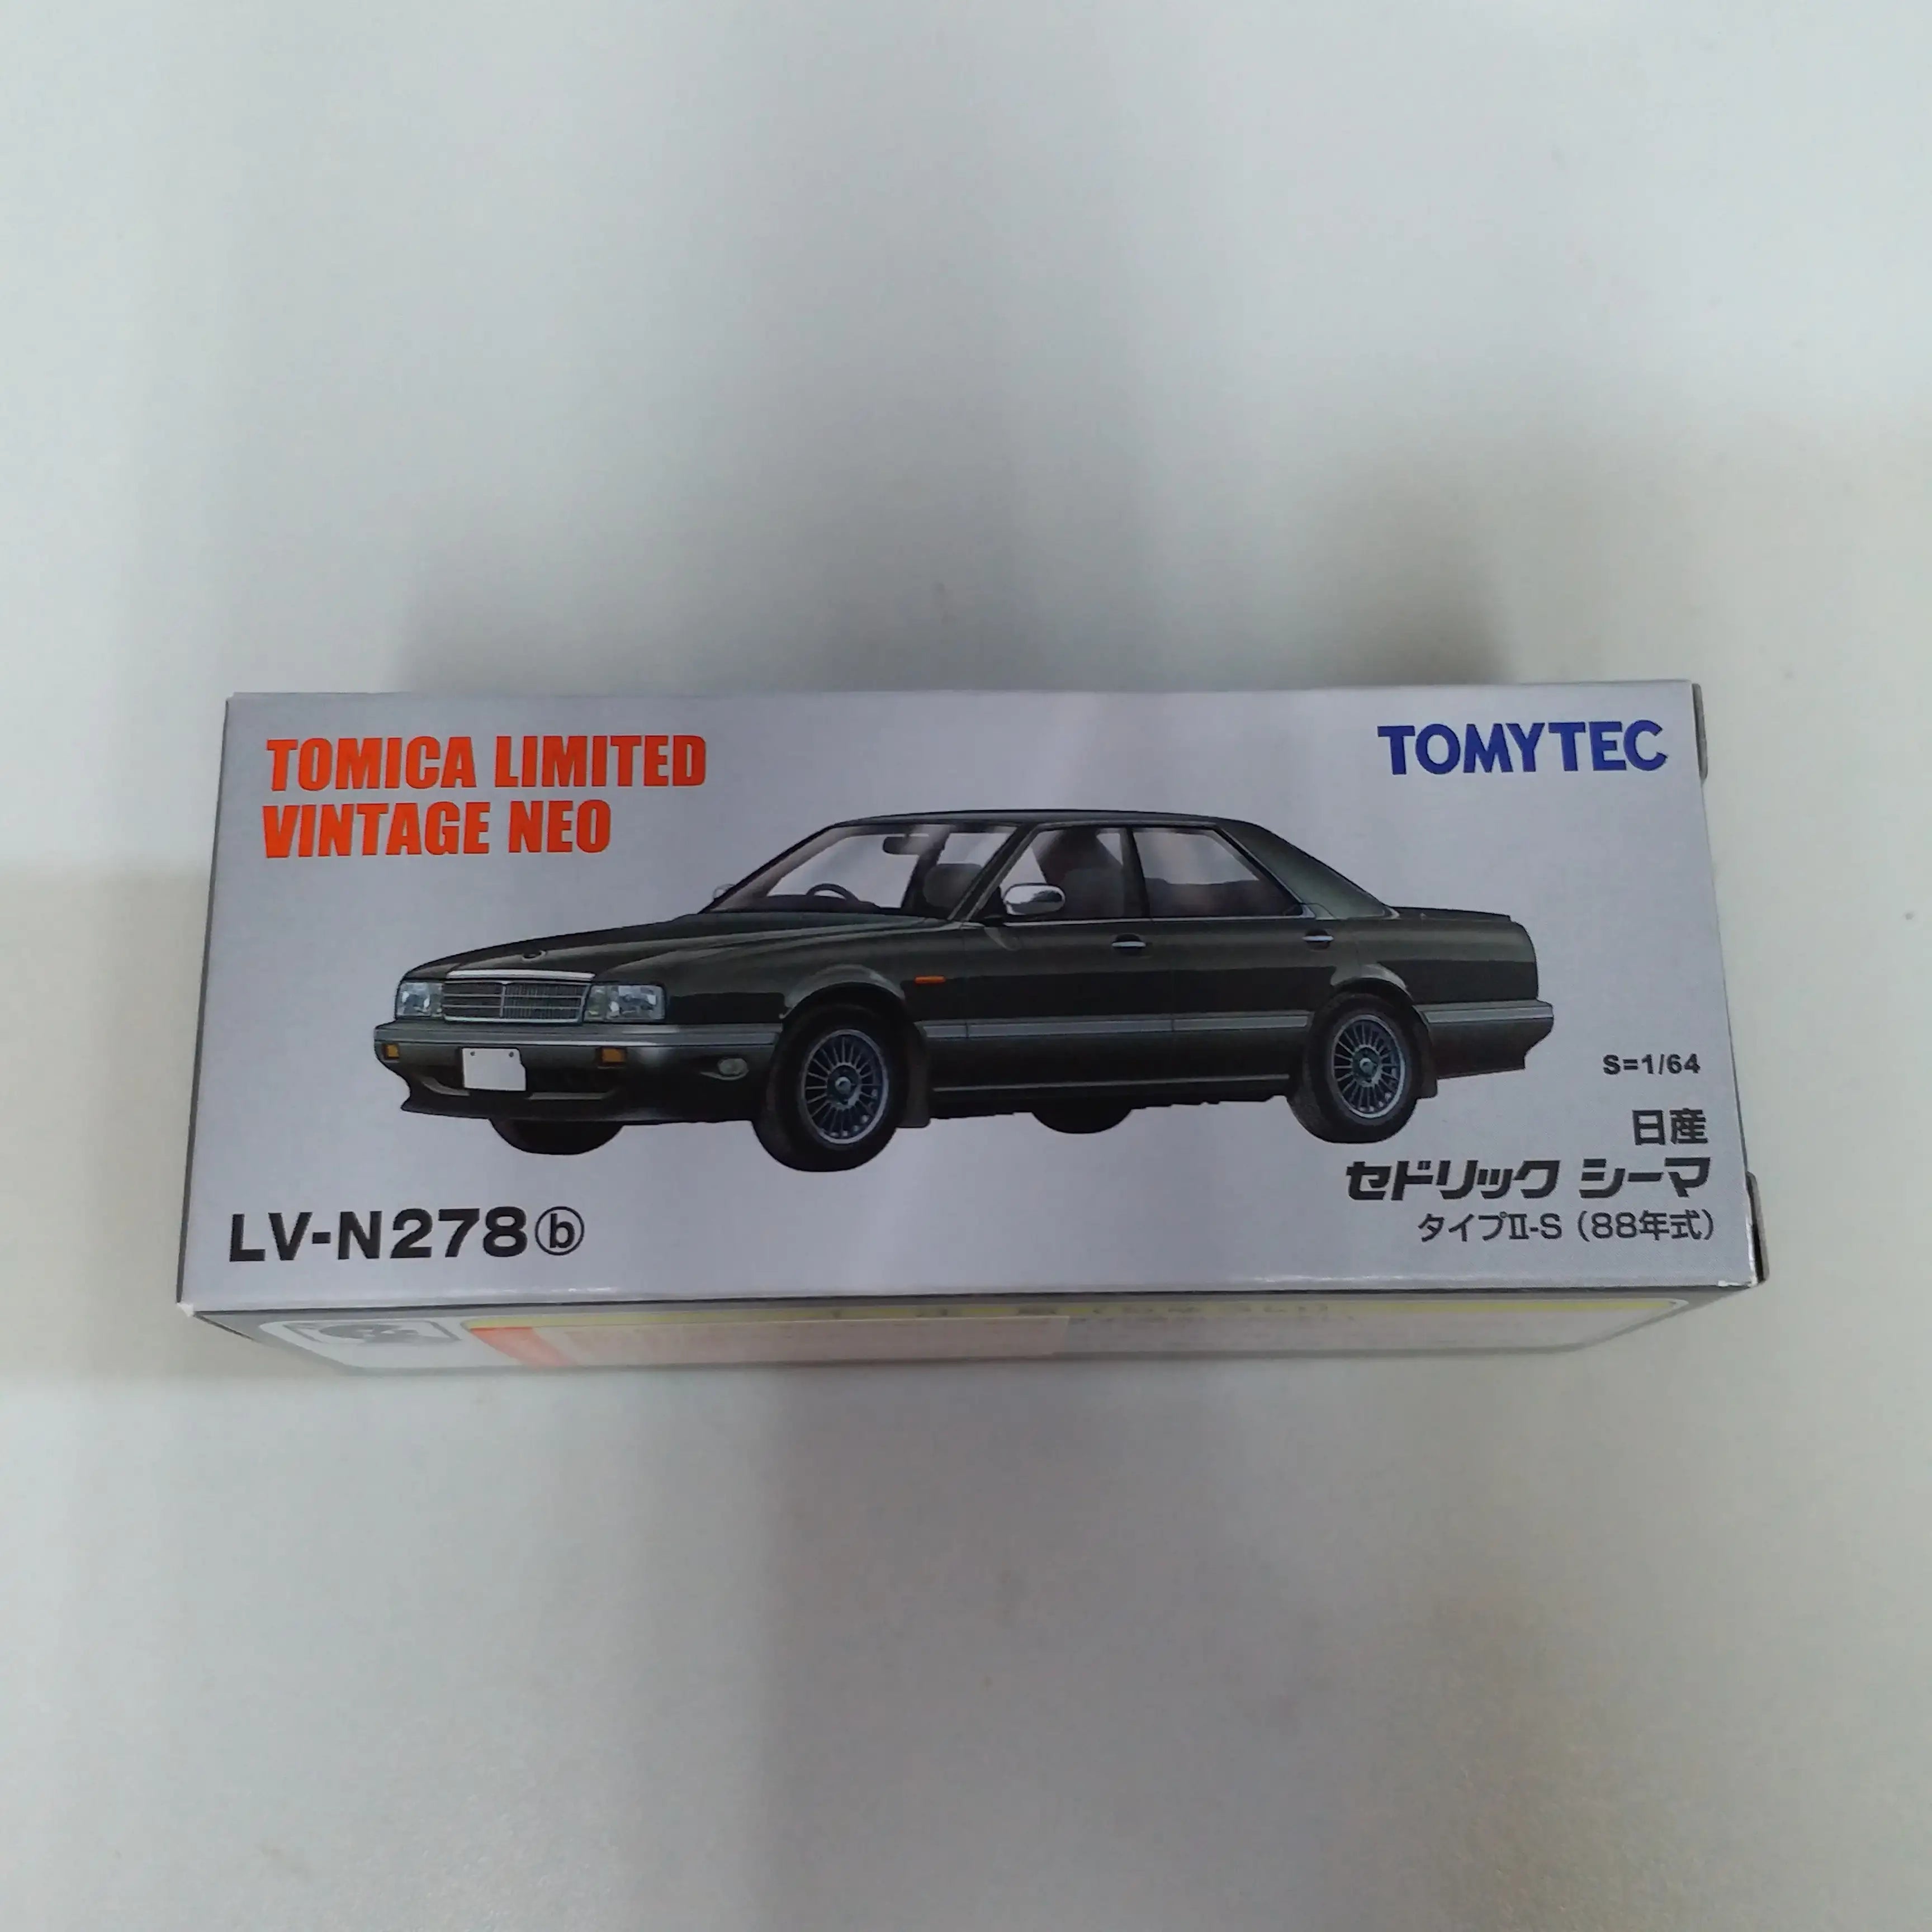 TOMICA LIMITED
VINTAGE NEO
TOMYTEC
S=1/64
日産
セドリック シーマ
タイプII-S（88年式）
LV-N278ⓑ